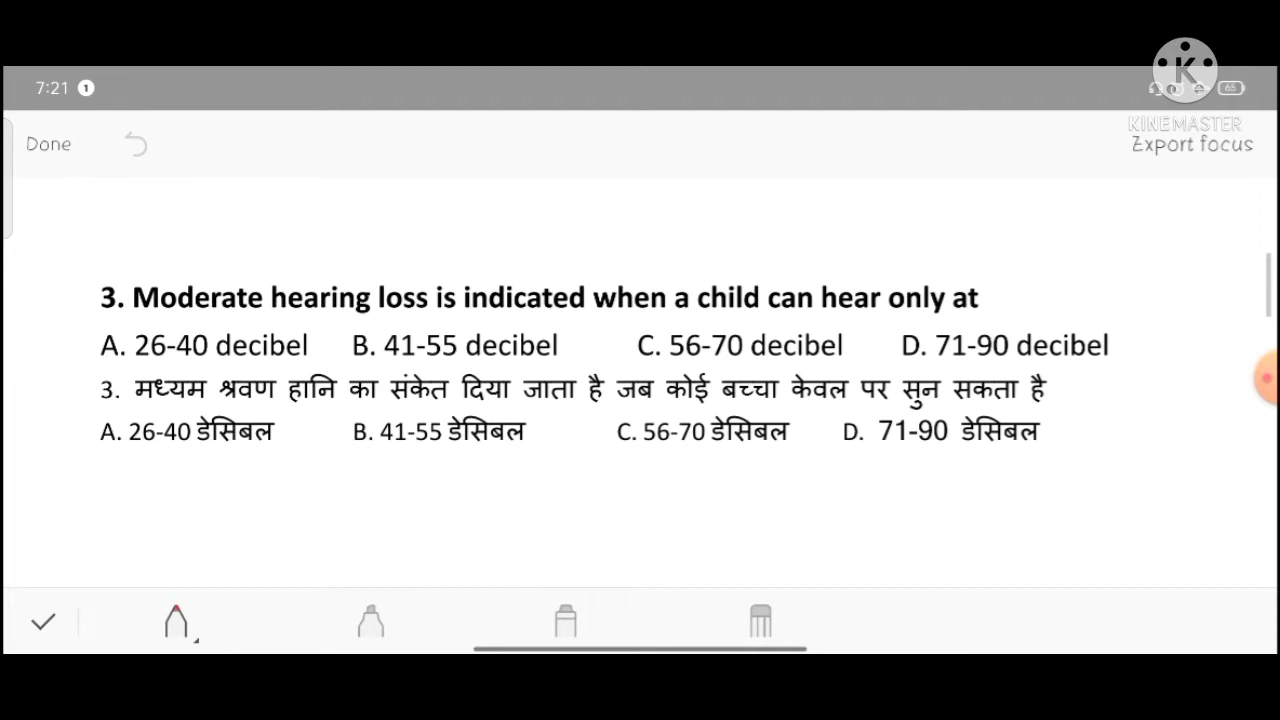 7:21 1
65
K
KINEMASTER
Done
Export focus
3. Moderate hearing loss is indicated when a child can hear only at
A. 26-40 decibel B. 41-55 decibel C. 56-70 decibel D. 71-90 decibel
3. मध्यम श्रवण हानि का संकेत दिया जाता है जब कोई बच्चा केवल पर सुन सकता है
A. 26-40 डेसिबल B. 41-55 डेसिबल C. 56-70 डेसिबल D. 71-90 डेसिबल